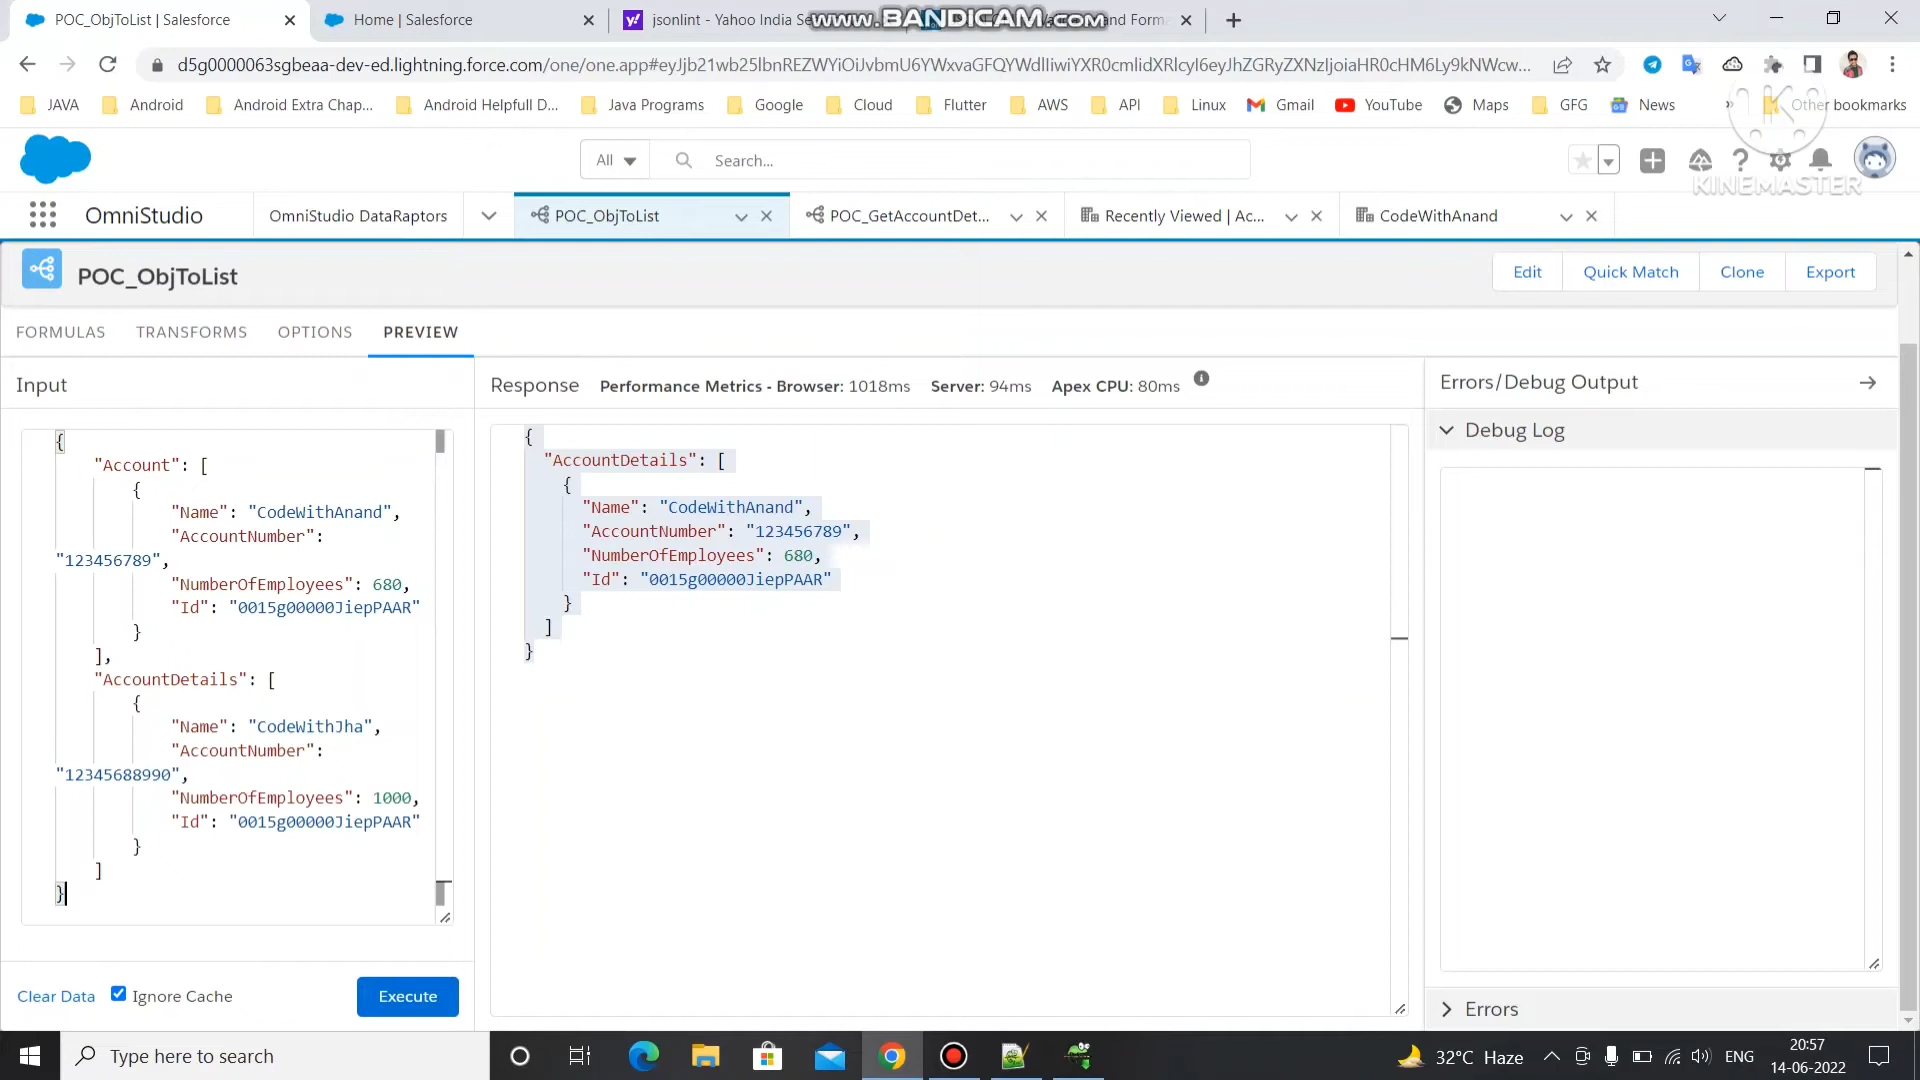 POC_ObjToList | Salesforce
Home | Salesforce
jsonlint - Yahoo India Se
www.BANDICAM.com
and Forma
d5g0000063sgbeaa-dev-ed.lightning.force.com/one/one.app#eyJjb21wb25lbnREZWYiOiJvbmU6YWxvaGFQYWdlIiwiYXR0cmlidXRlcyI6eyJhZGRyZXNzIjoiaHR0cHM6Ly9kNWcw...
JAVA
Android
Android Extra Chap...
Android Helpfull D...
Java Programs
Google
Cloud
Flutter
AWS
API
Linux
Gmail
YouTube
Maps
GFG
News
»
Other bookmarks
All
Search...
KINEMASTER
OmniStudio
OmniStudio DataRaptors
POC_ObjToList
POC_GetAccountDet...
Recently Viewed | Ac...
CodeWithAnand
POC_ObjToList
Edit
Quick Match
Clone
Export
FORMULAS
TRANSFORMS
OPTIONS
PREVIEW
Input
{
"Account": [
{
"Name": "CodeWithAnand",
"AccountNumber":
"123456789",
"NumberOfEmployees": 680,
"Id": "0015g00000JiepPAAR"
}
],
"AccountDetails": [
{
"Name": "CodeWithJha",
"AccountNumber":
"12345688990",
"NumberOfEmployees": 1000,
"Id": "0015g00000JiepPAAR"
}
]
}
Clear Data
Ignore Cache
Execute
Response
Performance Metrics - Browser: 1018ms Server: 94ms Apex CPU: 80ms
{
"AccountDetails": [
{
"Name": "CodeWithAnand",
"AccountNumber": "123456789",
"NumberOfEmployees": 680,
"Id": "0015g00000JiepPAAR"
}
]
}
Errors/Debug Output
Debug Log
Errors
Type here to search
32°C Haze
ENG
20:57
14-06-2022